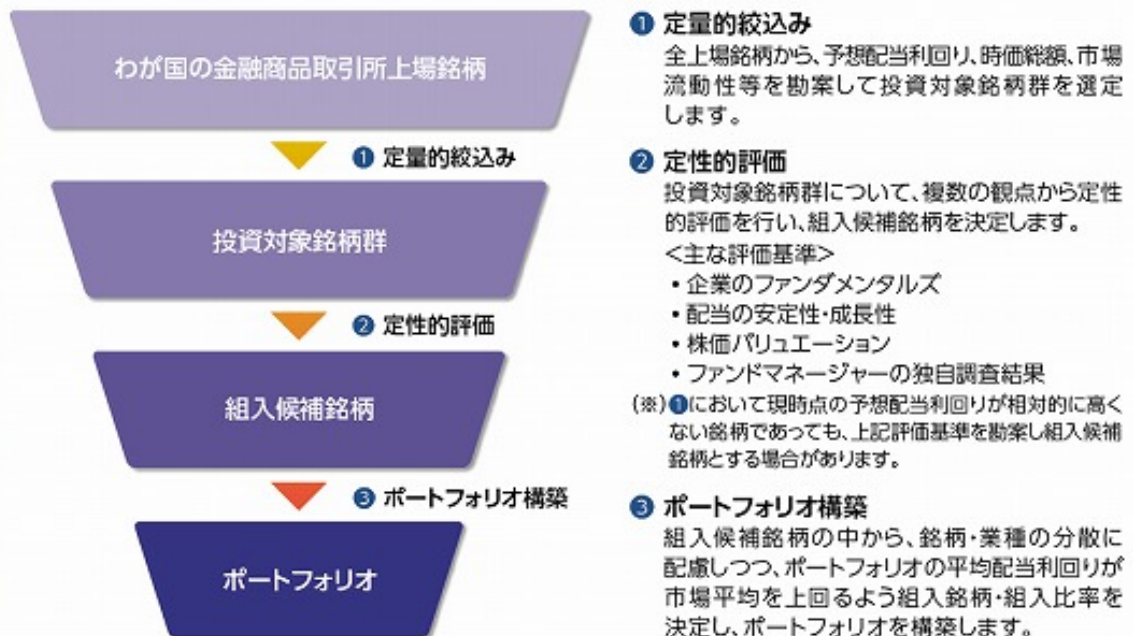 わが国の金融商品取引所上場銘柄
❶ 定量的絞込み
投資対象銘柄群
❷ 定性的評価
組入候補銘柄
❸ ポートフォリオ構築
ポートフォリオ
❶ 定量的絞込み
全上場銘柄から、予想配当利回り、時価総額、市場
流動性等を勘案して投資対象銘柄群を選定
します。
❷ 定性的評価
投資対象銘柄群について、複数の観点から定性
的評価を行い、組入候補銘柄を決定します。
＜主な評価基準＞
・企業のファンダメンタルズ
・配当の安定性・成長性
・株価バリュエーション
・ファンドマネージャーの独自調査結果
(※)❶において現時点の予想配当利回りが相対的に高く
ない銘柄であっても、上記評価基準を勘案し組入候補
銘柄とする場合があります。
❸ ポートフォリオ構築
組入候補銘柄の中から、銘柄・業種の分散に
配慮しつつ、ポートフォリオの平均配当利回りが
市場平均を上回るよう組入銘柄・組入比率を
決定し、ポートフォリオを構築します。